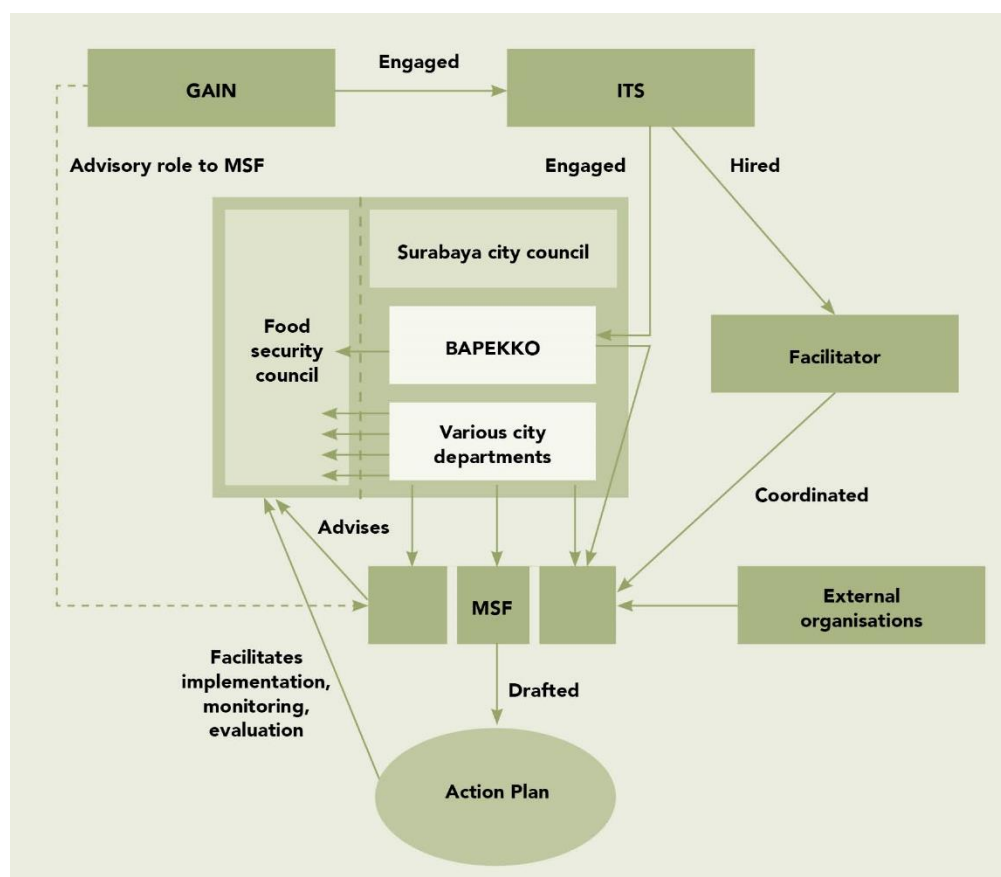 Engaged
GAIN
ITS
Advisory role to MSF
Engaged
Hired
Surabaya city council
Food
security
council
BAPEKKO
Facilitator
Various city
departments
Coordinated
Advises
MSF
External
organisations
Facilitates
implementation,
monitoring,
evaluation
Drafted
Action Plan